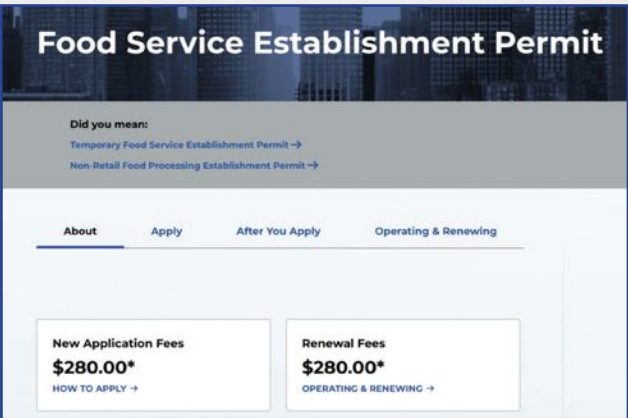 Food Service Establishment Permit
Did you mean:
Temporary Food Service Establishment Permit →
Non-Retail Food Processing Establishment Permit →
About Apply After You Apply Operating & Renewing
New Application Fees
$280.00*
HOW TO APPLY →
Renewal Fees
$280.00*
OPERATING & RENEWING →